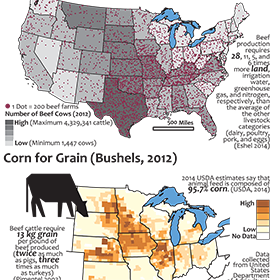 Beef
production
requires
28, 11, 5, and
6 times
more land,
irrigation water,
greenhouse
gas, and nitrogen,
respectively,
than the average
of the other
livestock
categories
(dairy, poultry,
pork, and eggs)
(Eshel 2014)
1 Dot = 200 beef farms
Number of Beef Cows (2012)
High (Maximum 4,329,341 cattle)
Low (Minimum 1,447 cows)
500 Miles
Corn for Grain (Bushels, 2012)
2014 USDA estimates say that
animal feed is composed of
95.7% corn (USDA, 2014)
High
Low
No Data
Beef cattle require
13 kg grain
per pound of
beef produced
(twice as much
as pigs, three
times as much
as turkeys)
Data
collected
from United
States
Department